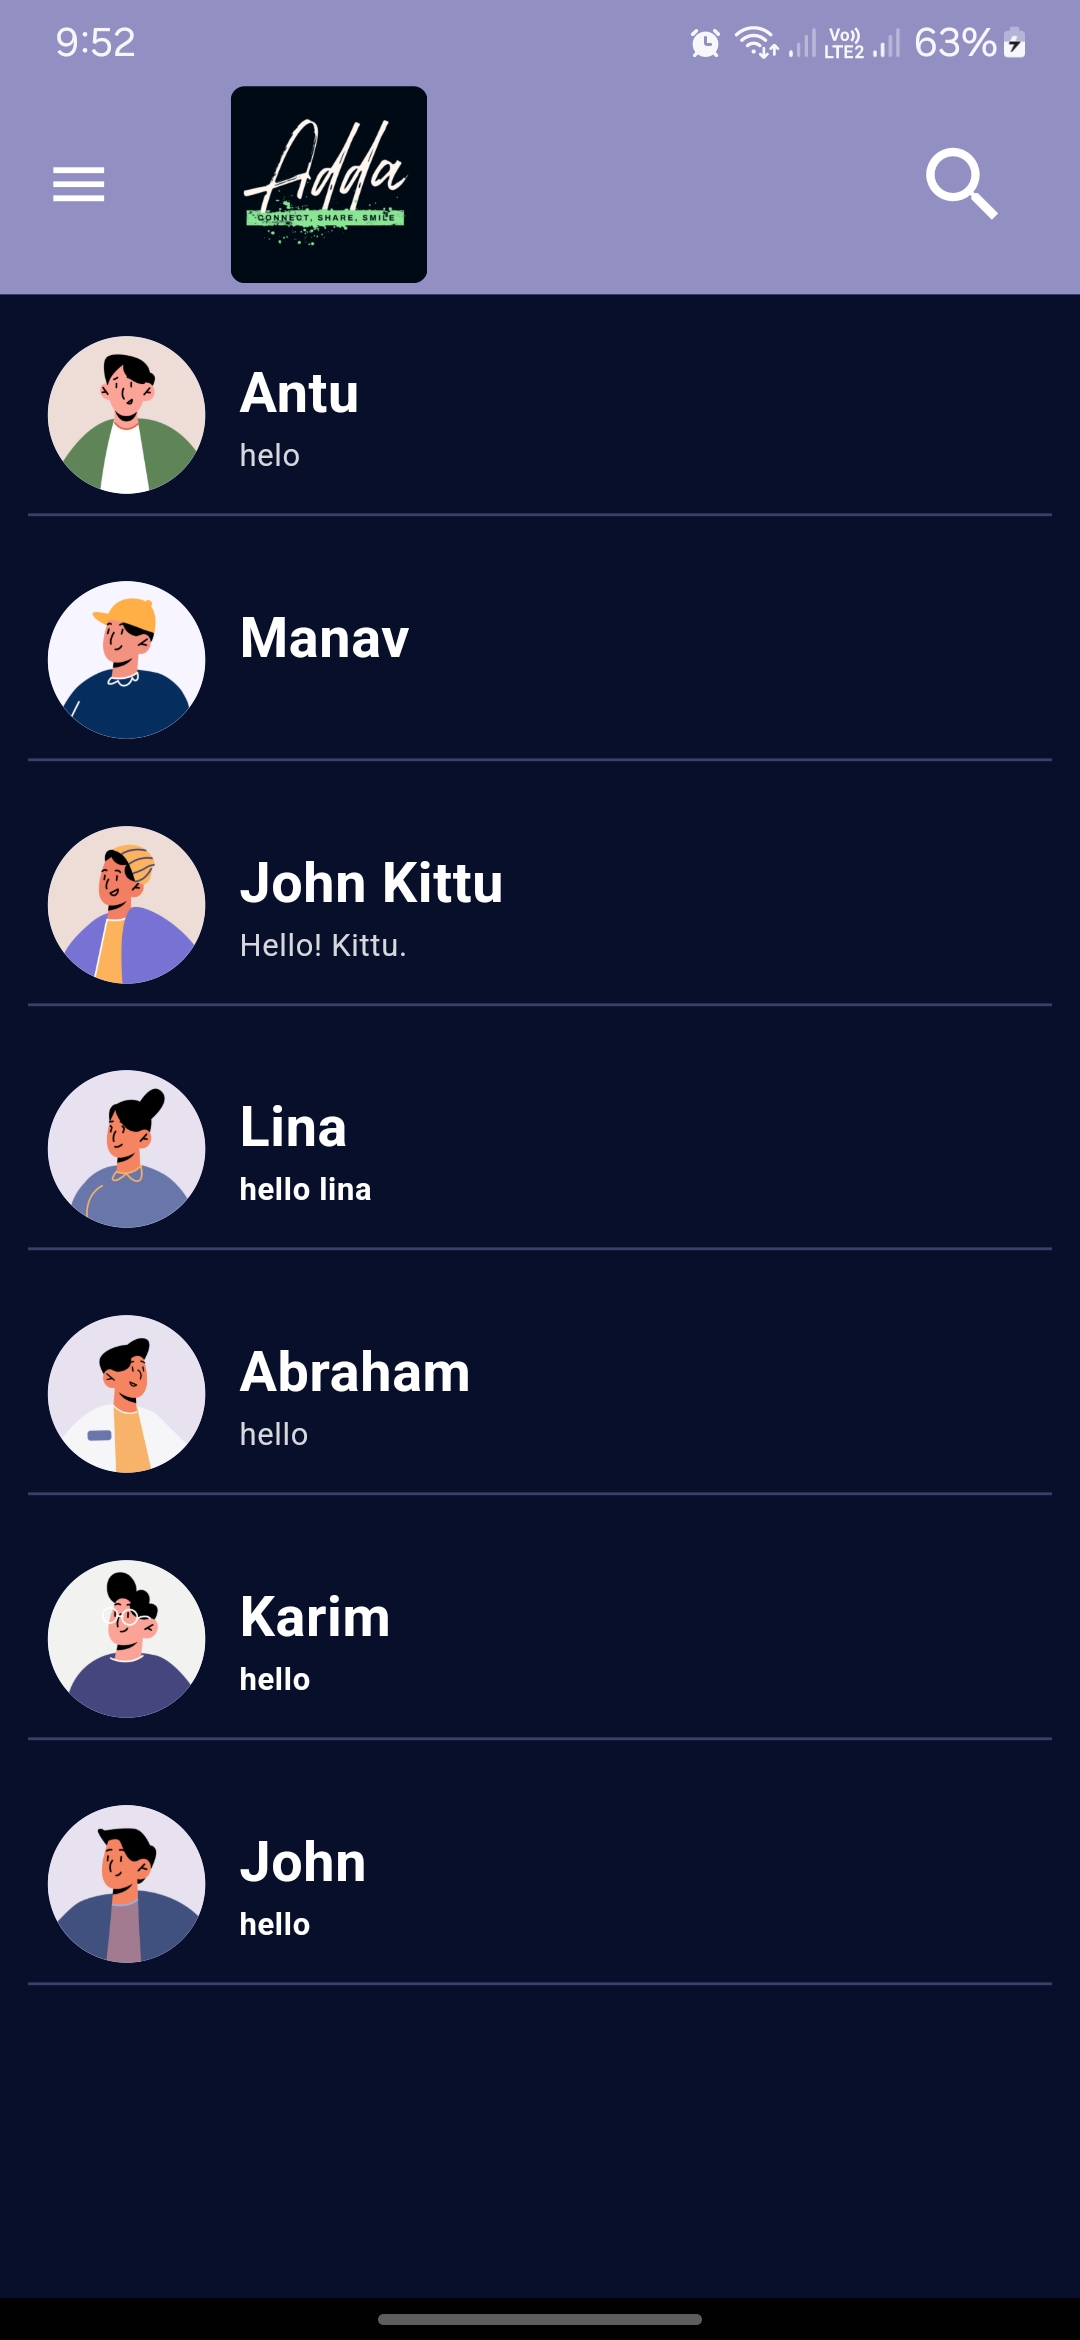 9:52
Vo)) 63%
LTE2
Adda
CONNECT, SHARE, SMILE
Antu
helo
Manav
John Kittu
Hello! Kittu.
Lina
hello lina
Abraham
hello
Karim
hello
John
hello